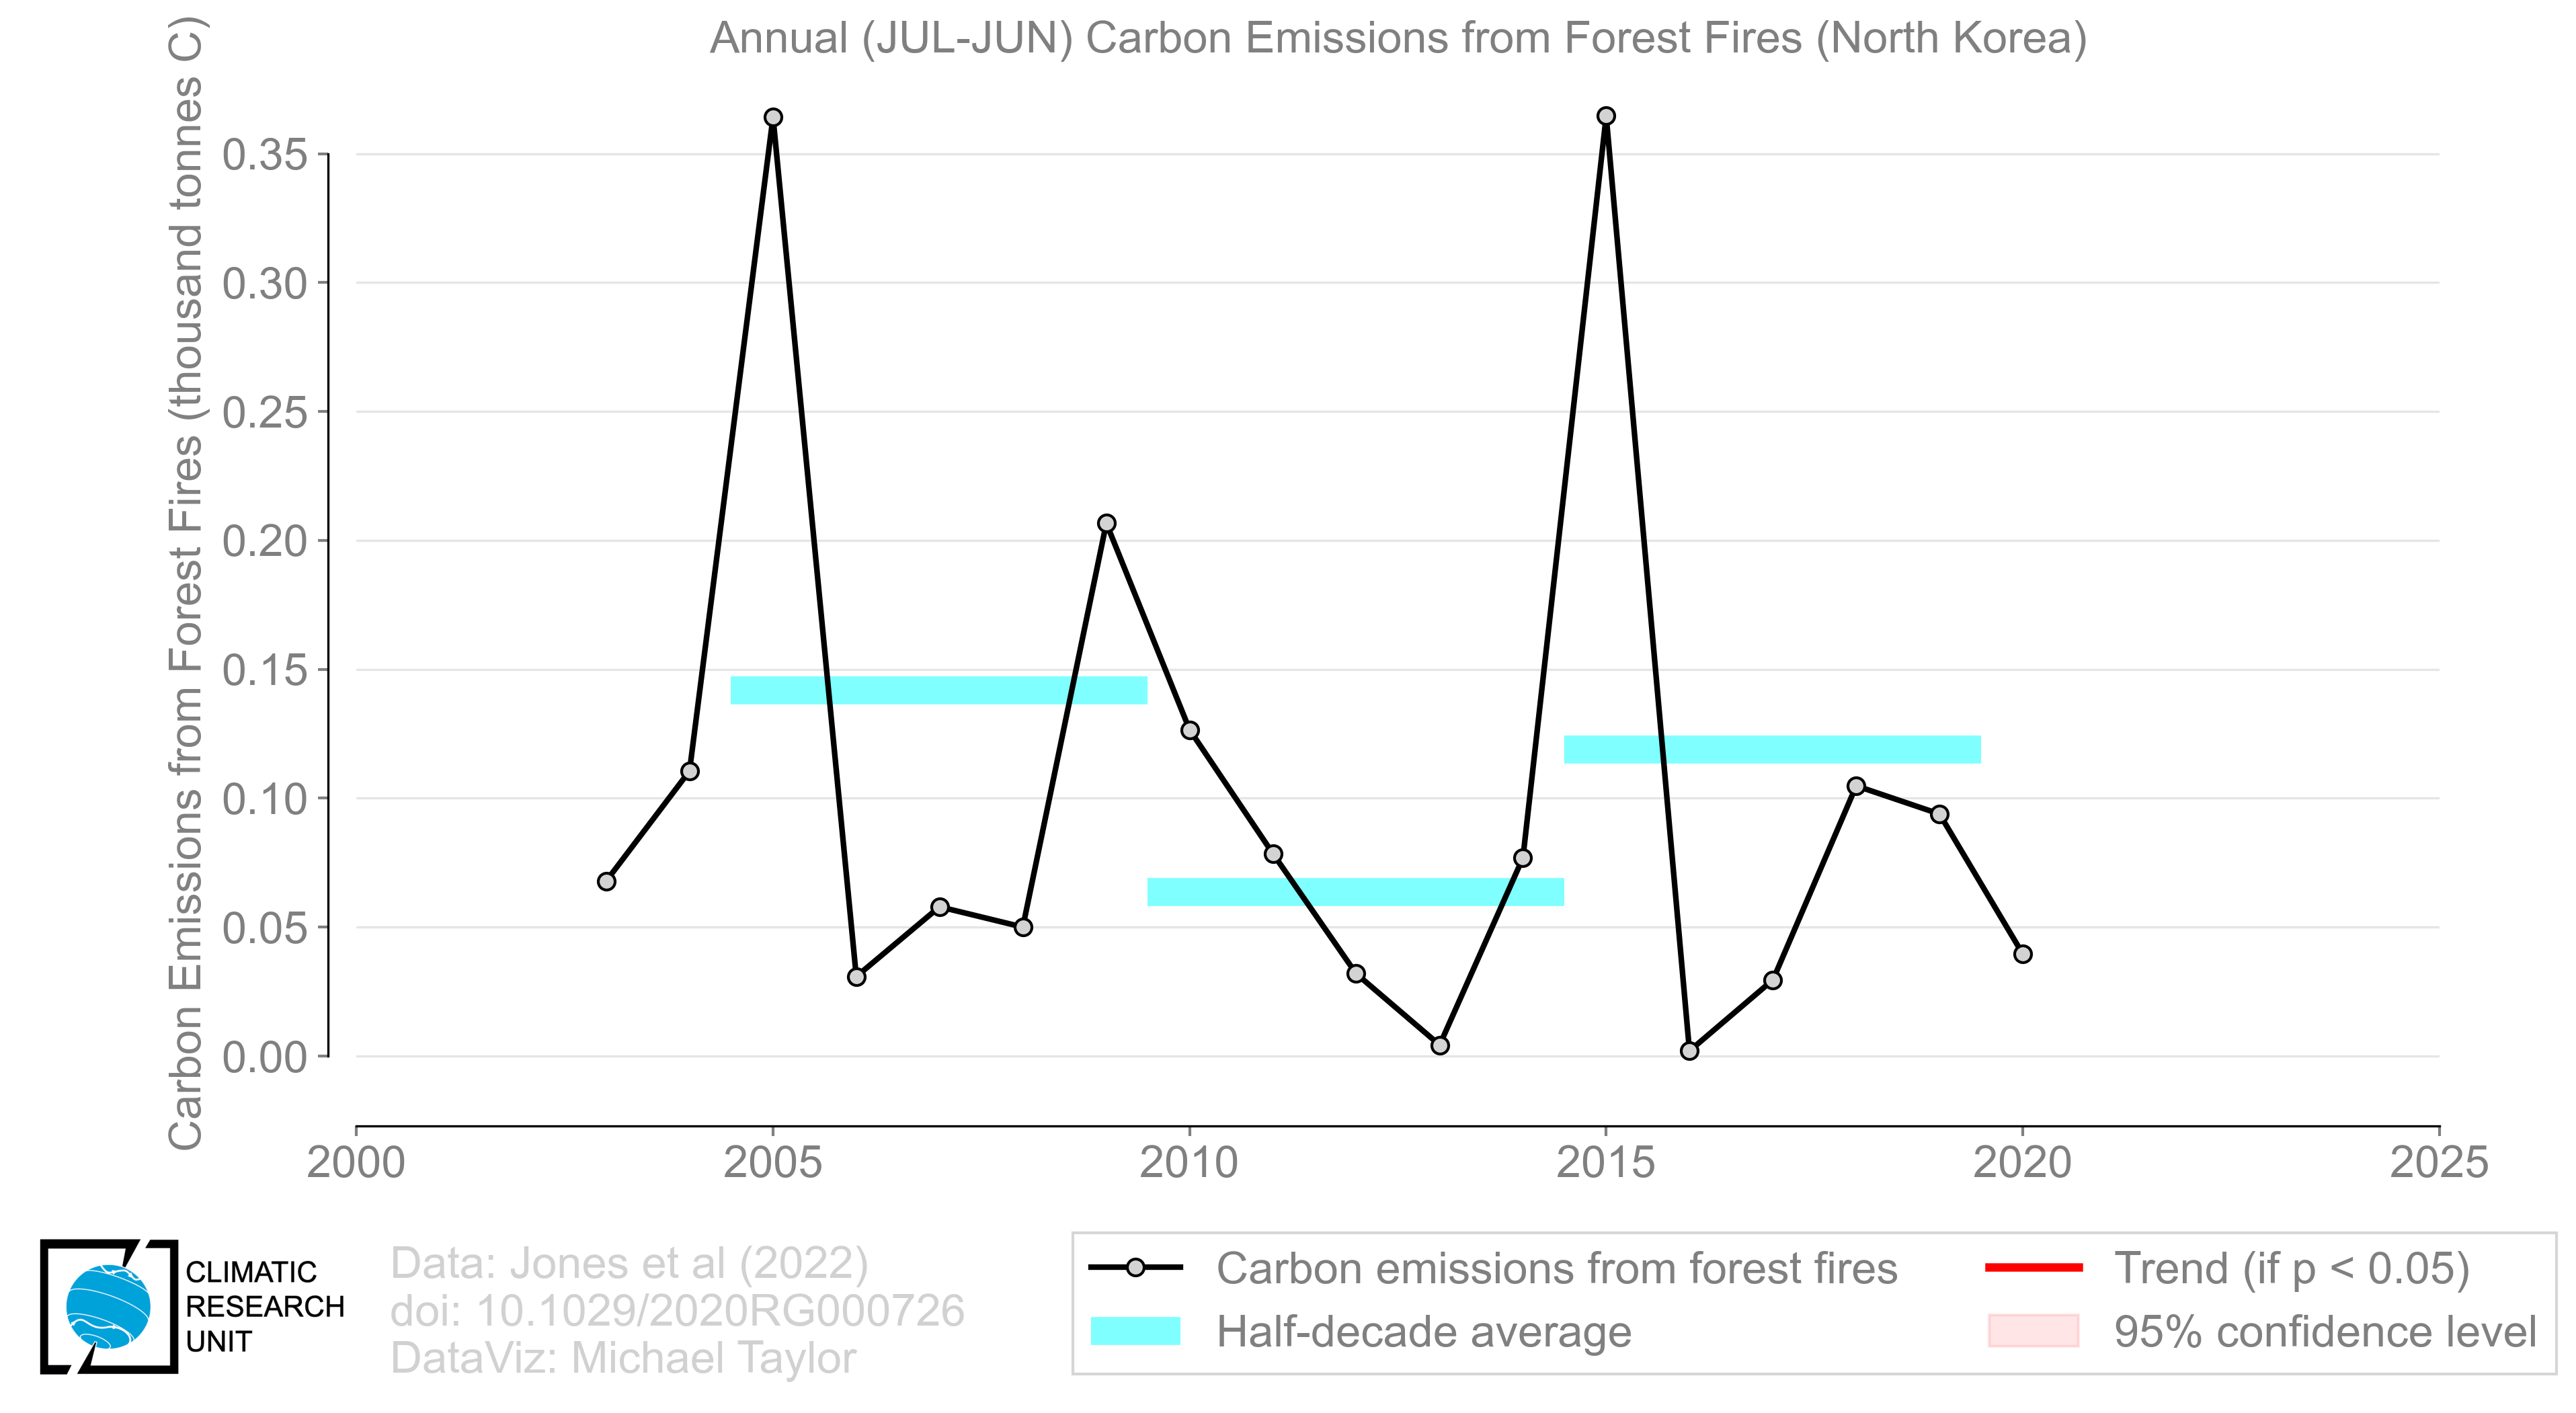 Annual (JUL-JUN) Carbon Emissions from Forest Fires (North Korea)
Carbon Emissions from Forest Fires (thousand tonnes C)
0.35
0.30
0.25
0.20
0.15
0.10
0.05
0.00
2000
2005
2010
2015
2020
2025
CLIMATIC
RESEARCH
UNIT
Data: Jones et al (2022)
doi: 10.1029/2020RG000726
DataViz: Michael Taylor
Carbon emissions from forest fires
Half-decade average
Trend (if p < 0.05)
95% confidence level